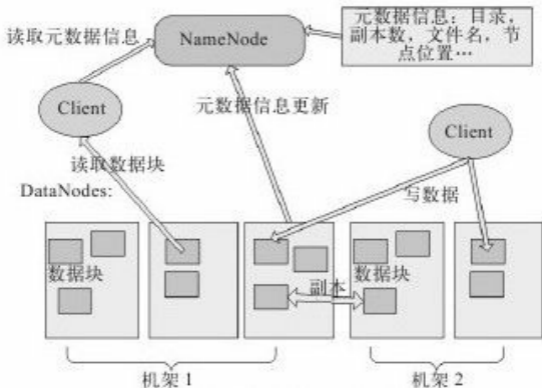 元数据信息：目录，
副本数，文件名，节
点位置…
读取元数据信息
NameNode
Client
元数据信息更新
Client
读取数据块
DataNodes:
写数据
数据块
副本
数据块
机架 1
机架 2